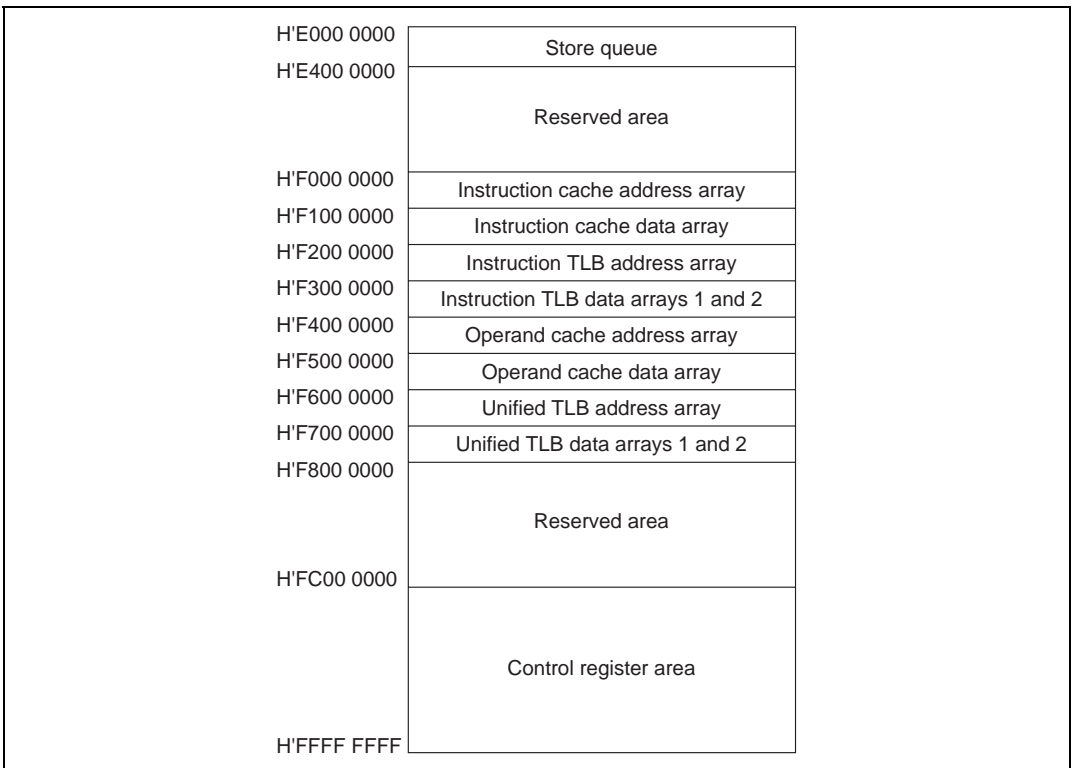 H'E000 0000
Store queue
H'E400 0000
Reserved area
H'F000 0000
Instruction cache address array
H'F100 0000
Instruction cache data array
H'F200 0000
Instruction TLB address array
H'F300 0000
Instruction TLB data arrays 1 and 2
H'F400 0000
Operand cache address array
H'F500 0000
Operand cache data array
H'F600 0000
Unified TLB address array
H'F700 0000
Unified TLB data arrays 1 and 2
H'F800 0000
Reserved area
H'FC00 0000
Control register area
H'FFFF FFFF